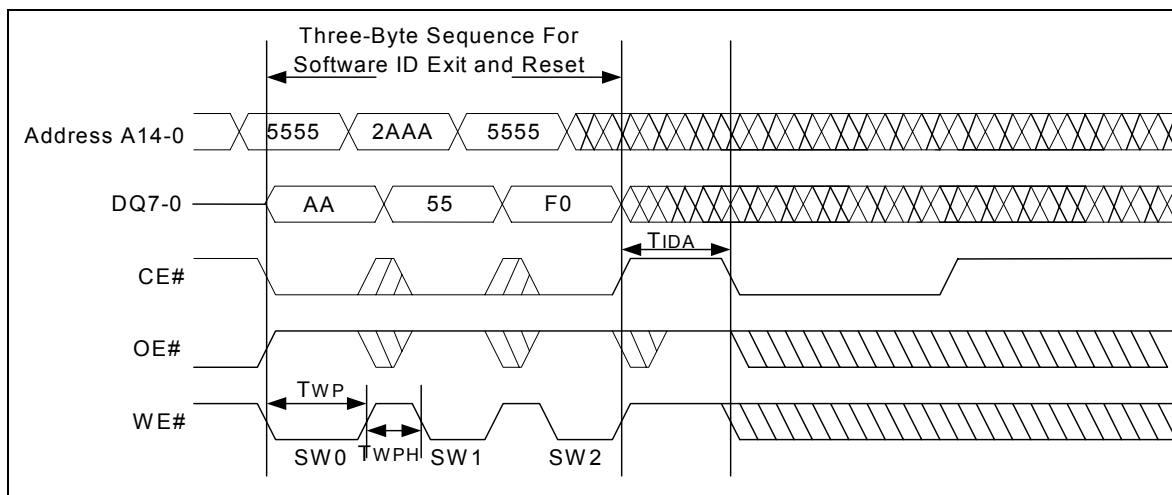 Three-Byte Sequence For
Software ID Exit and Reset
Address A14-0
5555
2AAA
5555
DQ7-0
AA
55
F0
TIDA
CE#
OE#
TWP
WE#
SW0
TWPH
SW1
SW2